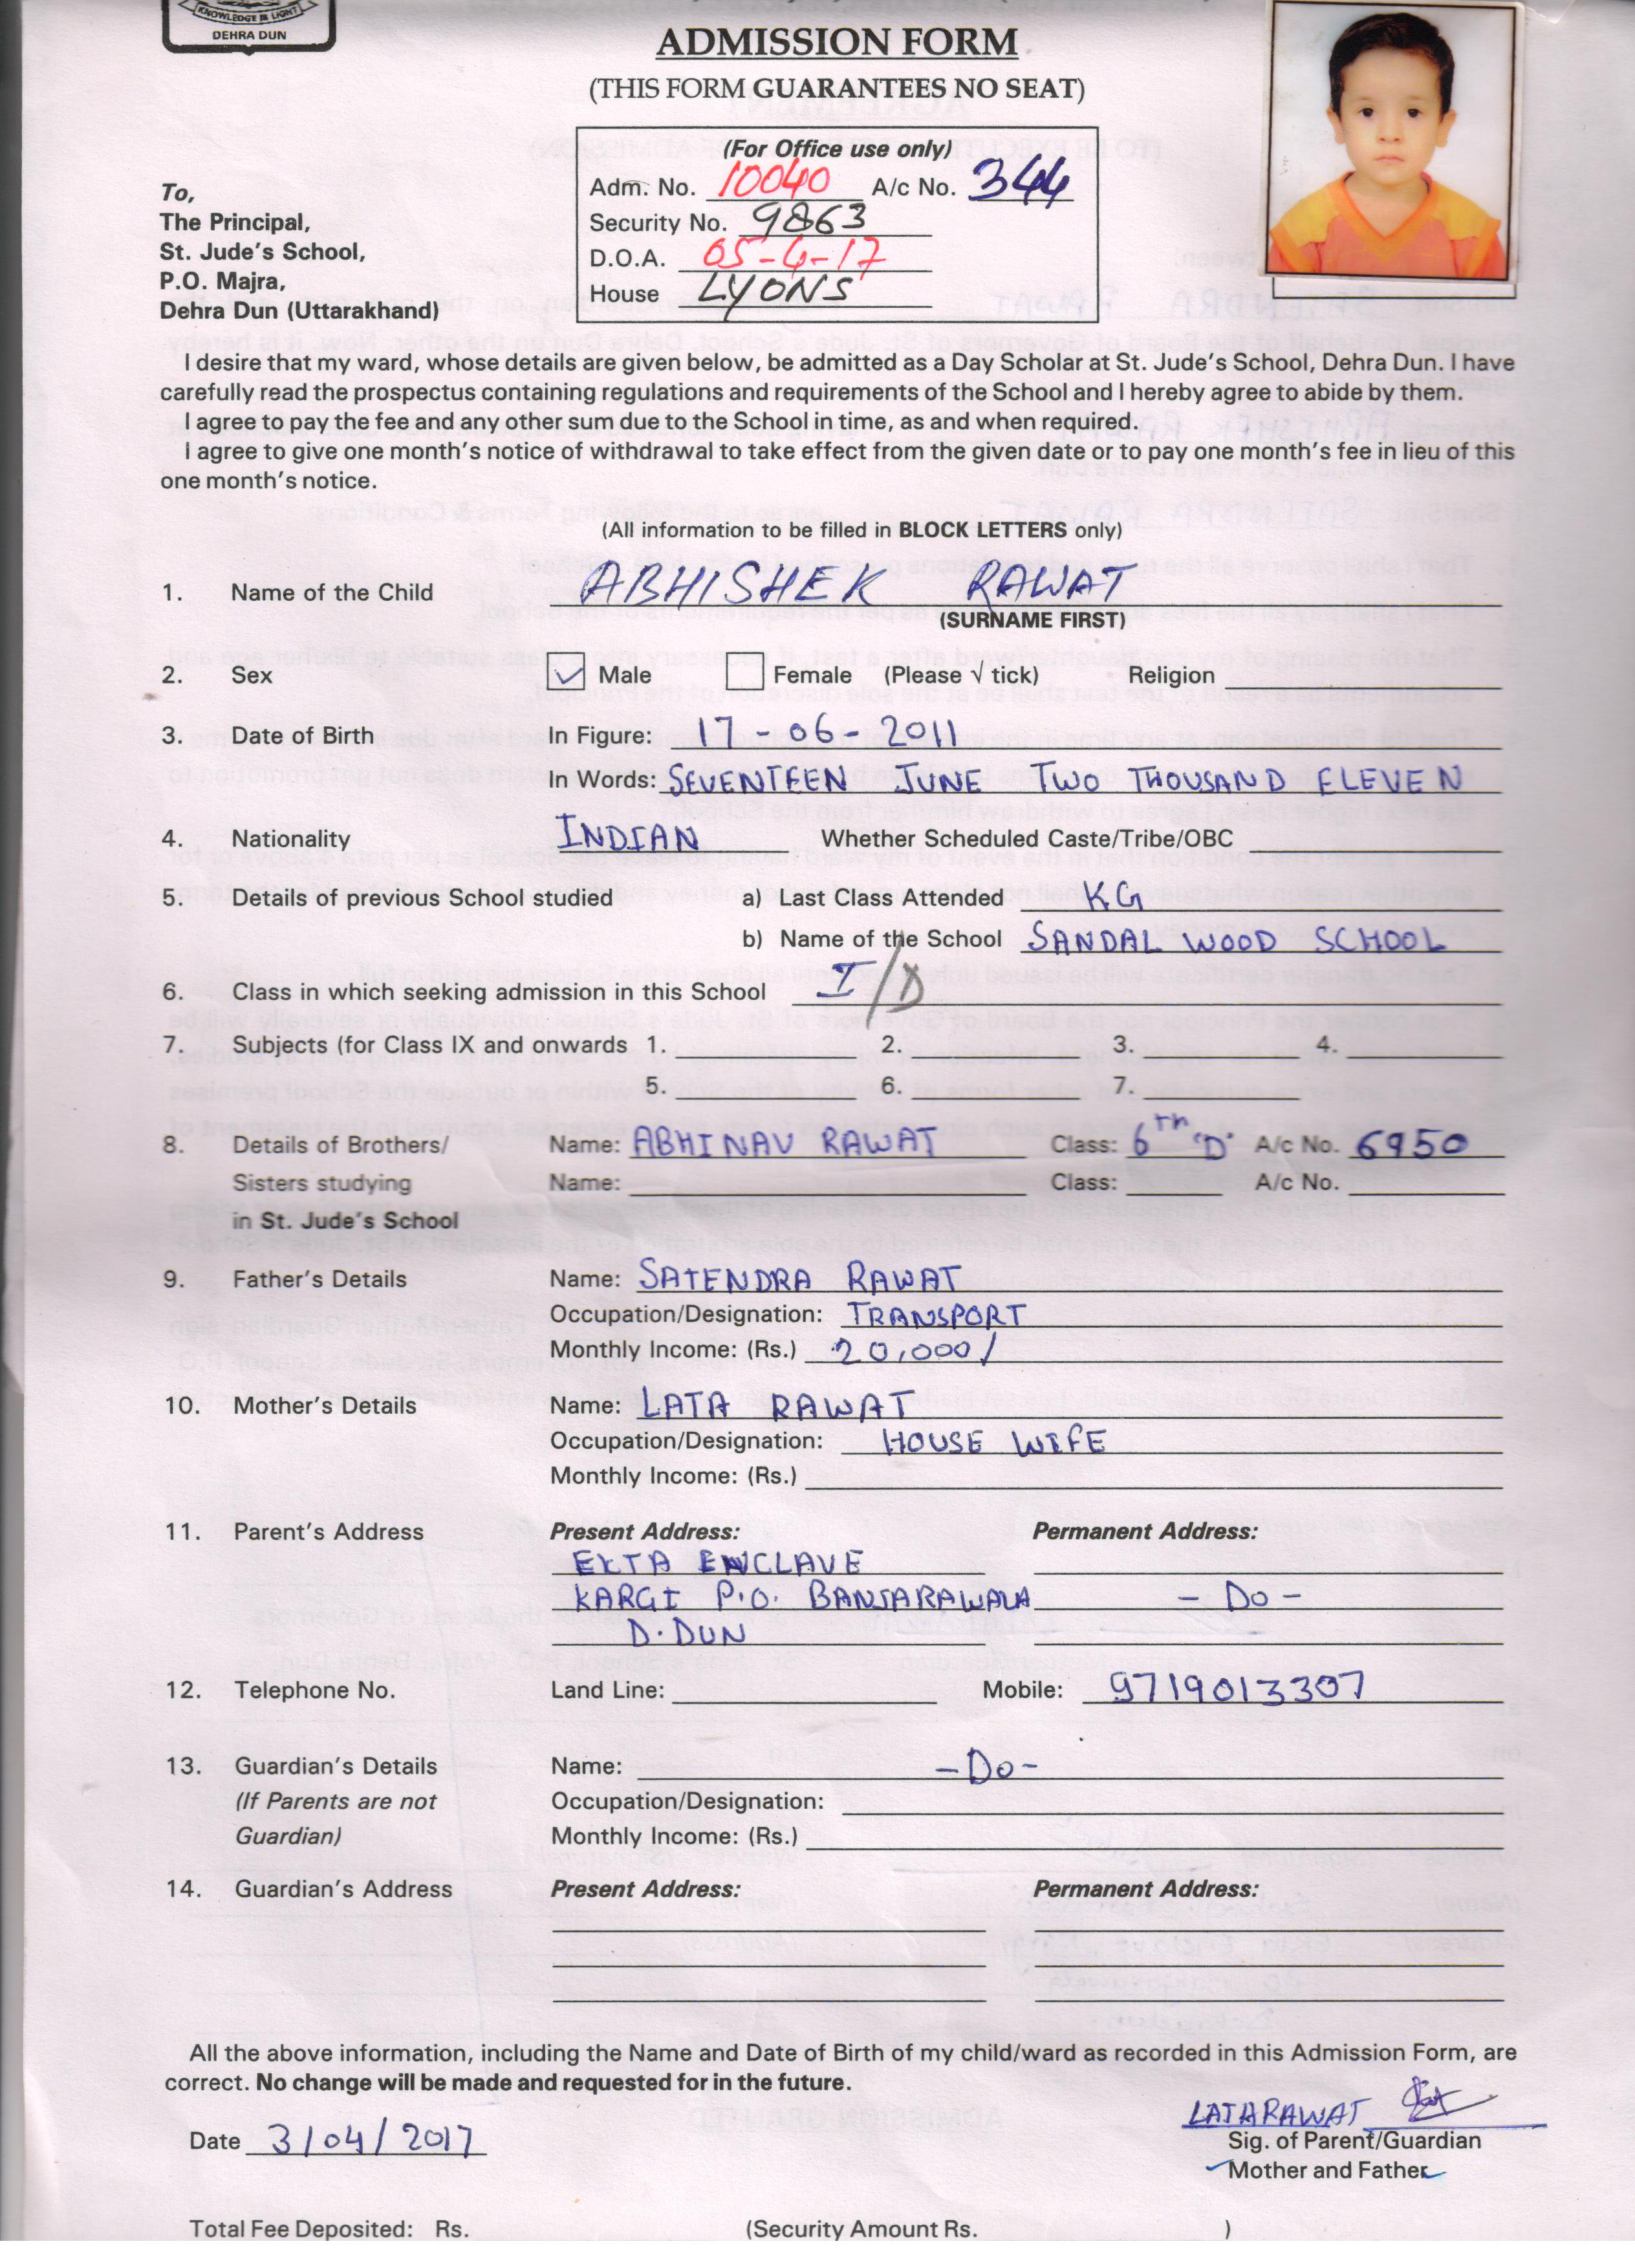 KNOWLEDGE IS LIGHT
DEHRA DUN
ADMISSION FORM
(THIS FORM GUARANTEES NO SEAT)
(For Office use only)
Adm. No. 10040 A/c No. 344
Security No. 9863
D.O.A. 05-4-17
House LYONS
To,
The Principal,
St. Jude's School,
P.O. Majra,
Dehra Dun (Uttarakhand)
I desire that my ward, whose details are given below, be admitted as a Day Scholar at St. Jude's School, Dehra Dun. I have
carefully read the prospectus containing regulations and requirements of the School and I hereby agree to abide by them.
I agree to pay the fee and any other sum due to the School in time, as and when required.
I agree to give one month's notice of withdrawal to take effect from the given date or to pay one month's fee in lieu of this
one month's notice.
(All information to be filled in BLOCK LETTERS only)
1. Name of the Child ABHISHEK RAWAT
(SURNAME FIRST)
2. Sex Male Female (Please √ tick) Religion
3. Date of Birth In Figure: 17-06-2011
In Words: SEVENTEEN JUNE TWO THOUSAND ELEVEN
4. Nationality INDIAN Whether Scheduled Caste/Tribe/OBC
5. Details of previous School studied a) Last Class Attended KG
b) Name of the School SANDAL WOOD SCHOOL
6. Class in which seeking admission in this School I/D
7. Subjects (for Class IX and onwards 1. 2. 3. 4.
5. 6. 7.
8. Details of Brothers/ Name: ABHINAV RAWAT Class: 6th 'D' A/c No. 6950
Sisters studying Name: Class: A/c No.
in St. Jude's School
9. Father's Details Name: SATENDRA RAWAT
Occupation/Designation: TRANSPORT
Monthly Income: (Rs.) 20,000/
10. Mother's Details Name: LATA RAWAT
Occupation/Designation: HOUSE WIFE
Monthly Income: (Rs.)
11. Parent's Address Present Address: Permanent Address:
EKTA ENCLAVE
KARGI P.O. BANJARAWALA - Do -
D.DUN
12. Telephone No. Land Line: Mobile: 9719013307
13. Guardian's Details Name: -Do-
(If Parents are not Occupation/Designation:
Guardian) Monthly Income: (Rs.)
14. Guardian's Address Present Address: Permanent Address:
All the above information, including the Name and Date of Birth of my child/ward as recorded in this Admission Form, are
correct. No change will be made and requested for in the future.
LATA RAWAT
Date 3/04/2017 Sig. of Parent/Guardian
Mother and Father
Total Fee Deposited: Rs. (Security Amount Rs. )